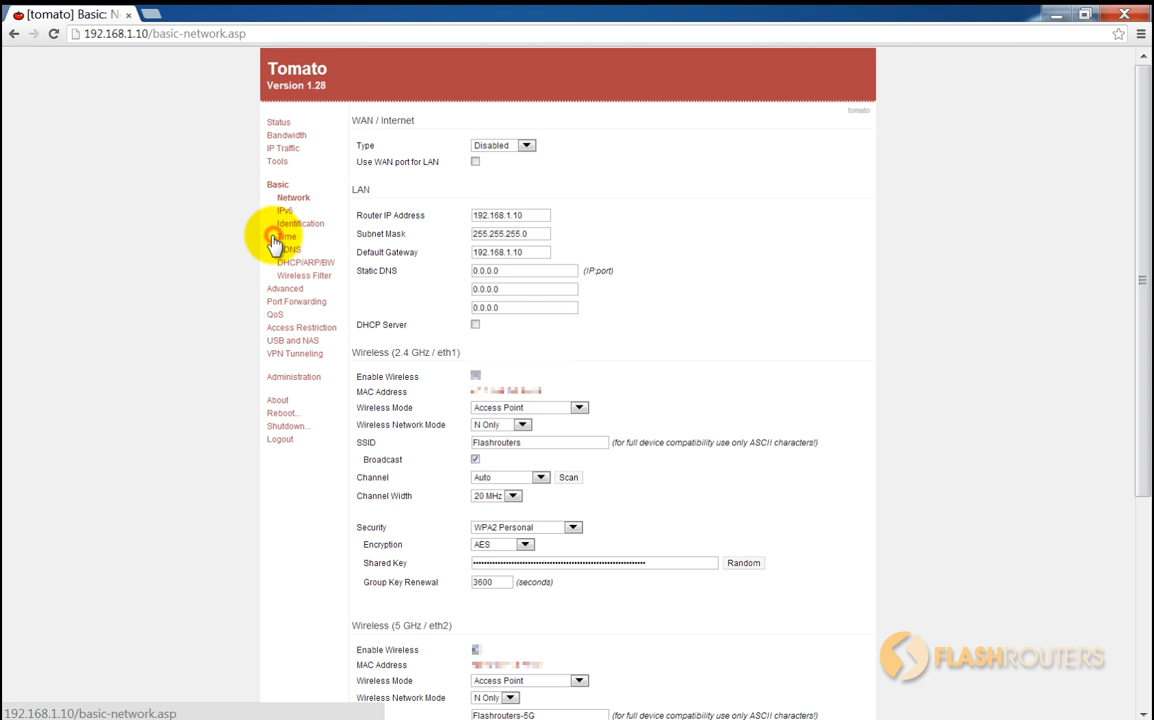 [tomato] Basic: N
192.168.1.10/basic-network.asp
Tomato
Version 1.28
tomato
Status
Bandwidth
IP Traffic
Tools
Basic
Network
IPv6
Identification
Time
DDNS
DHCP/ARP/BW
Wireless Filter
Advanced
Port Forwarding
QoS
Access Restriction
USB and NAS
VPN Tunneling
Administration
About
Reboot...
Shutdown...
Logout
WAN / Internet
Type Disabled
Use WAN port for LAN
LAN
Router IP Address 192.168.1.10
Subnet Mask 255.255.255.0
Default Gateway 192.168.1.10
Static DNS 0.0.0.0 (IP:port)
0.0.0.0
0.0.0.0
DHCP Server
Wireless (2.4 GHz / eth1)
Enable Wireless
MAC Address
Wireless Mode Access Point
Wireless Network Mode N Only
SSID Flashrouters (for full device compatibility use only ASCII characters!)
Broadcast
Channel Auto Scan
Channel Width 20 MHz
Security WPA2 Personal
Encryption AES
Shared Key Random
Group Key Renewal 3600 (seconds)
Wireless (5 GHz / eth2)
Enable Wireless
MAC Address
Wireless Mode Access Point
Wireless Network Mode N Only
Flashrouters-5G (for full device compatibility use only ASCII characters!)
FLASHROUTERS
192.168.1.10/basic-network.asp